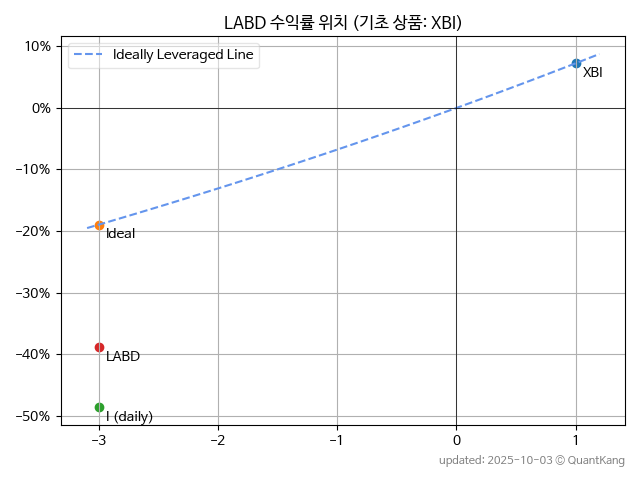 LABD 수익률 위치 (기초 상품: XBI)
10%
0%
-10%
-20%
-30%
-40%
-50%
Ideally Leveraged Line
XBI
Ideal
LABD
I (daily)
-3
-2
-1
0
1
updated: 2025-10-03 © QuantKang